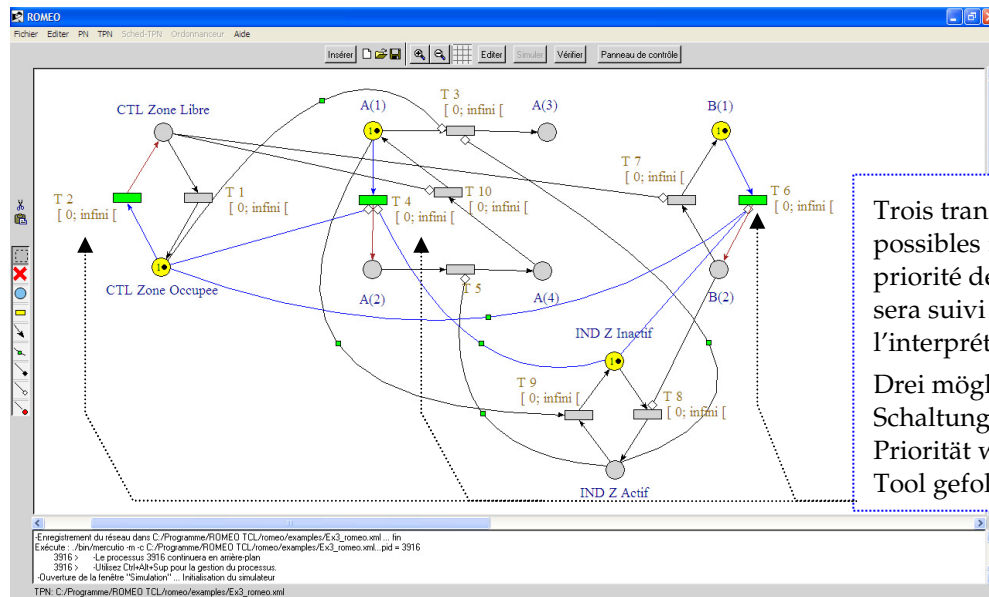 ROMEO
Fichier Editer PN TPN Sched-TPN Ordonnanceur Aide
Insérer Editer Simuler Vérifier Panneau de contrôle
CTL Zone Libre
A(1)
T 3
[ 0; infini [
A(3)
B(1)
T 7
[ 0; infini [
T 2
[ 0; infini [
T 1
[ 0; infini [
T 10
[ 0; infini [
T 4
[ 0; infini [
T 6
[ 0; infini [
CTL Zone Occupee
A(2)
T 5
A(4)
B(2)
IND Z Inactif
T 9
[ 0; infini [
T 8
[ 0; infini [
IND Z Actif
Trois tran
possibles
priorité de
sera suivi
l'interprét
Drei mögl
Schaltung
Priorität
Tool gefol
-Enregistrement du réseau dans C:/Programme/ROMEO TCL/romeo/examples/Ex3_romeo.xml ... fin
Exécute : ./bin/mercutio -m -c C:/Programme/ROMEO TCL/romeo/examples/Ex3_romeo.xml...pid = 3916
3916 > -Le processus 3916 continuera en arrière-plan
3916 > -Utilisez Ctrl+Alt+Sup pour la gestion du processus.
-Ouverture de la fenêtre "Simulation" ... Initialisation du simulateur
TPN: C:/Programme/ROMEO TCL/romeo/examples/Ex3_romeo.xml